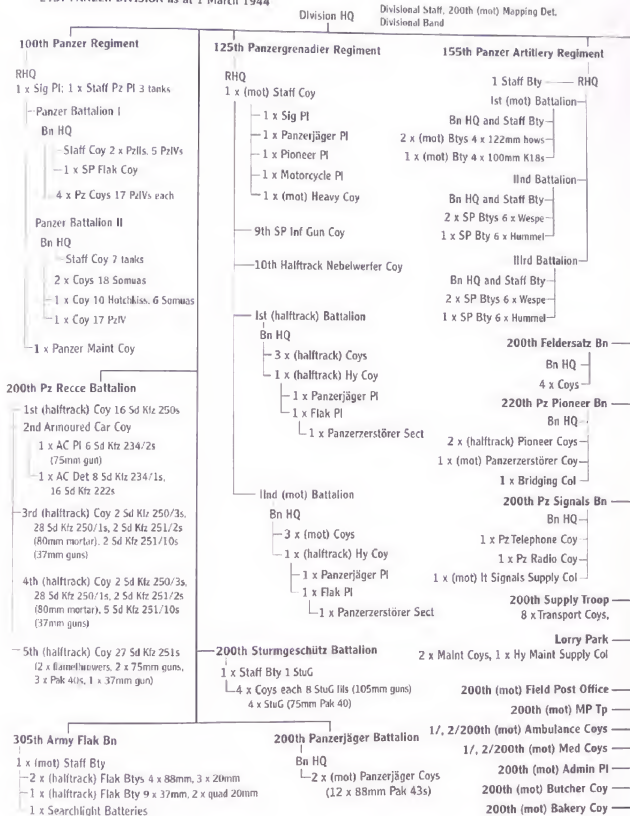 21ST PANZER DIVISION as at 1 March 1944
Division HQ
Divisional Staff, 200th (mot) Mapping Det.
Divisional Band
100th Panzer Regiment
RHQ
1 x Sig Pl; 1 x Staff Pz Pl 3 tanks
Panzer Battalion I
Bn HQ
Staff Coy 2 x PzIIs, 5 PzIVs
1 x SP Flak Coy
4 x Pz Coys 17 PzIVs each
Panzer Battalion II
Bn HQ
Staff Coy 7 tanks
2 x Coys 18 Somuas
1 x Coy 10 Hotchkiss, 6 Somuas
1 x Coy 17 PzIV
1 x Panzer Maint Coy
200th Pz Recce Battalion
1st (halftrack) Coy 16 Sd Kfz 250s
2nd Armoured Car Coy
1 x AC Pl 6 Sd Kfz 234/2s
(75mm gun)
1 x AC Det 8 Sd Kfz 234/1s,
16 Sd Kfz 222s
3rd (halftrack) Coy 2 Sd Kfz 250/3s,
28 Sd Kfz 250/1s, 2 Sd Kfz 251/2s
(80mm mortar), 2 Sd Kfz 251/10s
(37mm guns)
4th (halftrack) Coy 2 Sd Kfz 250/3s,
28 Sd Kfz 250/1s, 2 Sd Kfz 251/2s
(80mm mortar), 5 Sd Kfz 251/10s
(37mm guns)
5th (halftrack) Coy 27 Sd Kfz 251s
(2 x flamethrowers, 2 x 75mm guns,
3 x Pak 40s, 1 x 37mm gun)
305th Army Flak Bn
1 x (mot) Staff Bty
2 x (halftrack) Flak Btys 4 x 88mm, 3 x 20mm
1 x (halftrack) Flak Bty 9 x 37mm, 2 x quad 20mm
1 x Searchlight Batteries
125th Panzergrenadier Regiment
RHQ
1 x (mot) Staff Coy
1 x Sig Pl
1 x Panzerjäger Pl
1 x Pioneer Pl
1 x Motorcycle Pl
1 x (mot) Heavy Coy
9th SP Inf Gun Coy
10th Halftrack Nebelwerfer Coy
Ist (halftrack) Battalion
Bn HQ
3 x (halftrack) Coys
1 x (halftrack) Hy Coy
1 x Panzerjäger Pl
1 x Flak Pl
1 x Panzerzerstörer Sect
IInd (mot) Battalion
Bn HQ
3 x (mot) Coys
1 x (halftrack) Hy Coy
1 x Panzerjäger Pl
1 x Flak Pl
1 x Panzerzerstörer Sect
200th Sturmgeschütz Battalion
1 x Staff Bty 1 StuG
4 x Coys each 8 StuG IIIs (105mm guns)
4 x StuG (75mm Pak 40)
200th Panzerjäger Battalion
Bn HQ
2 x (mot) Panzerjäger Coys
(12 x 88mm Pak 43s)
155th Panzer Artillery Regiment
1 Staff Bty RHQ
Ist (mot) Battalion
Bn HQ and Staff Bty
2 x (mot) Btys 4 x 122mm hows
1 x (mot) Bty 4 x 100mm K18s
IInd Battalion
Bn HQ and Staff Bty
2 x SP Btys 6 x Wespe
1 x SP Bty 6 x Hummel
IIIrd Battalion
Bn HQ and Staff Bty
2 x SP Btys 6 x Wespe
1 x SP Bty 6 x Hummel
200th Feldersatz Bn
Bn HQ
4 x Coys
220th Pz Pioneer Bn
Bn HQ
2 x (halftrack) Pioneer Coys
1 x (mot) Panzerzerstörer Coy
1 x Bridging Col
200th Pz Signals Bn
Bn HQ
1 x Pz Telephone Coy
1 x Pz Radio Coy
1 x (mot) lt Signals Supply Col
200th Supply Troop
8 x Transport Coys,
Lorry Park
2 x Maint Coys, 1 x Hy Maint Supply Col
200th (mot) Field Post Office
200th (mot) MP Tp
1/, 2/200th (mot) Ambulance Coys
1/, 2/200th (mot) Med Coys
200th (mot) Admin Pl
200th (mot) Butcher Coy
200th (mot) Bakery Coy